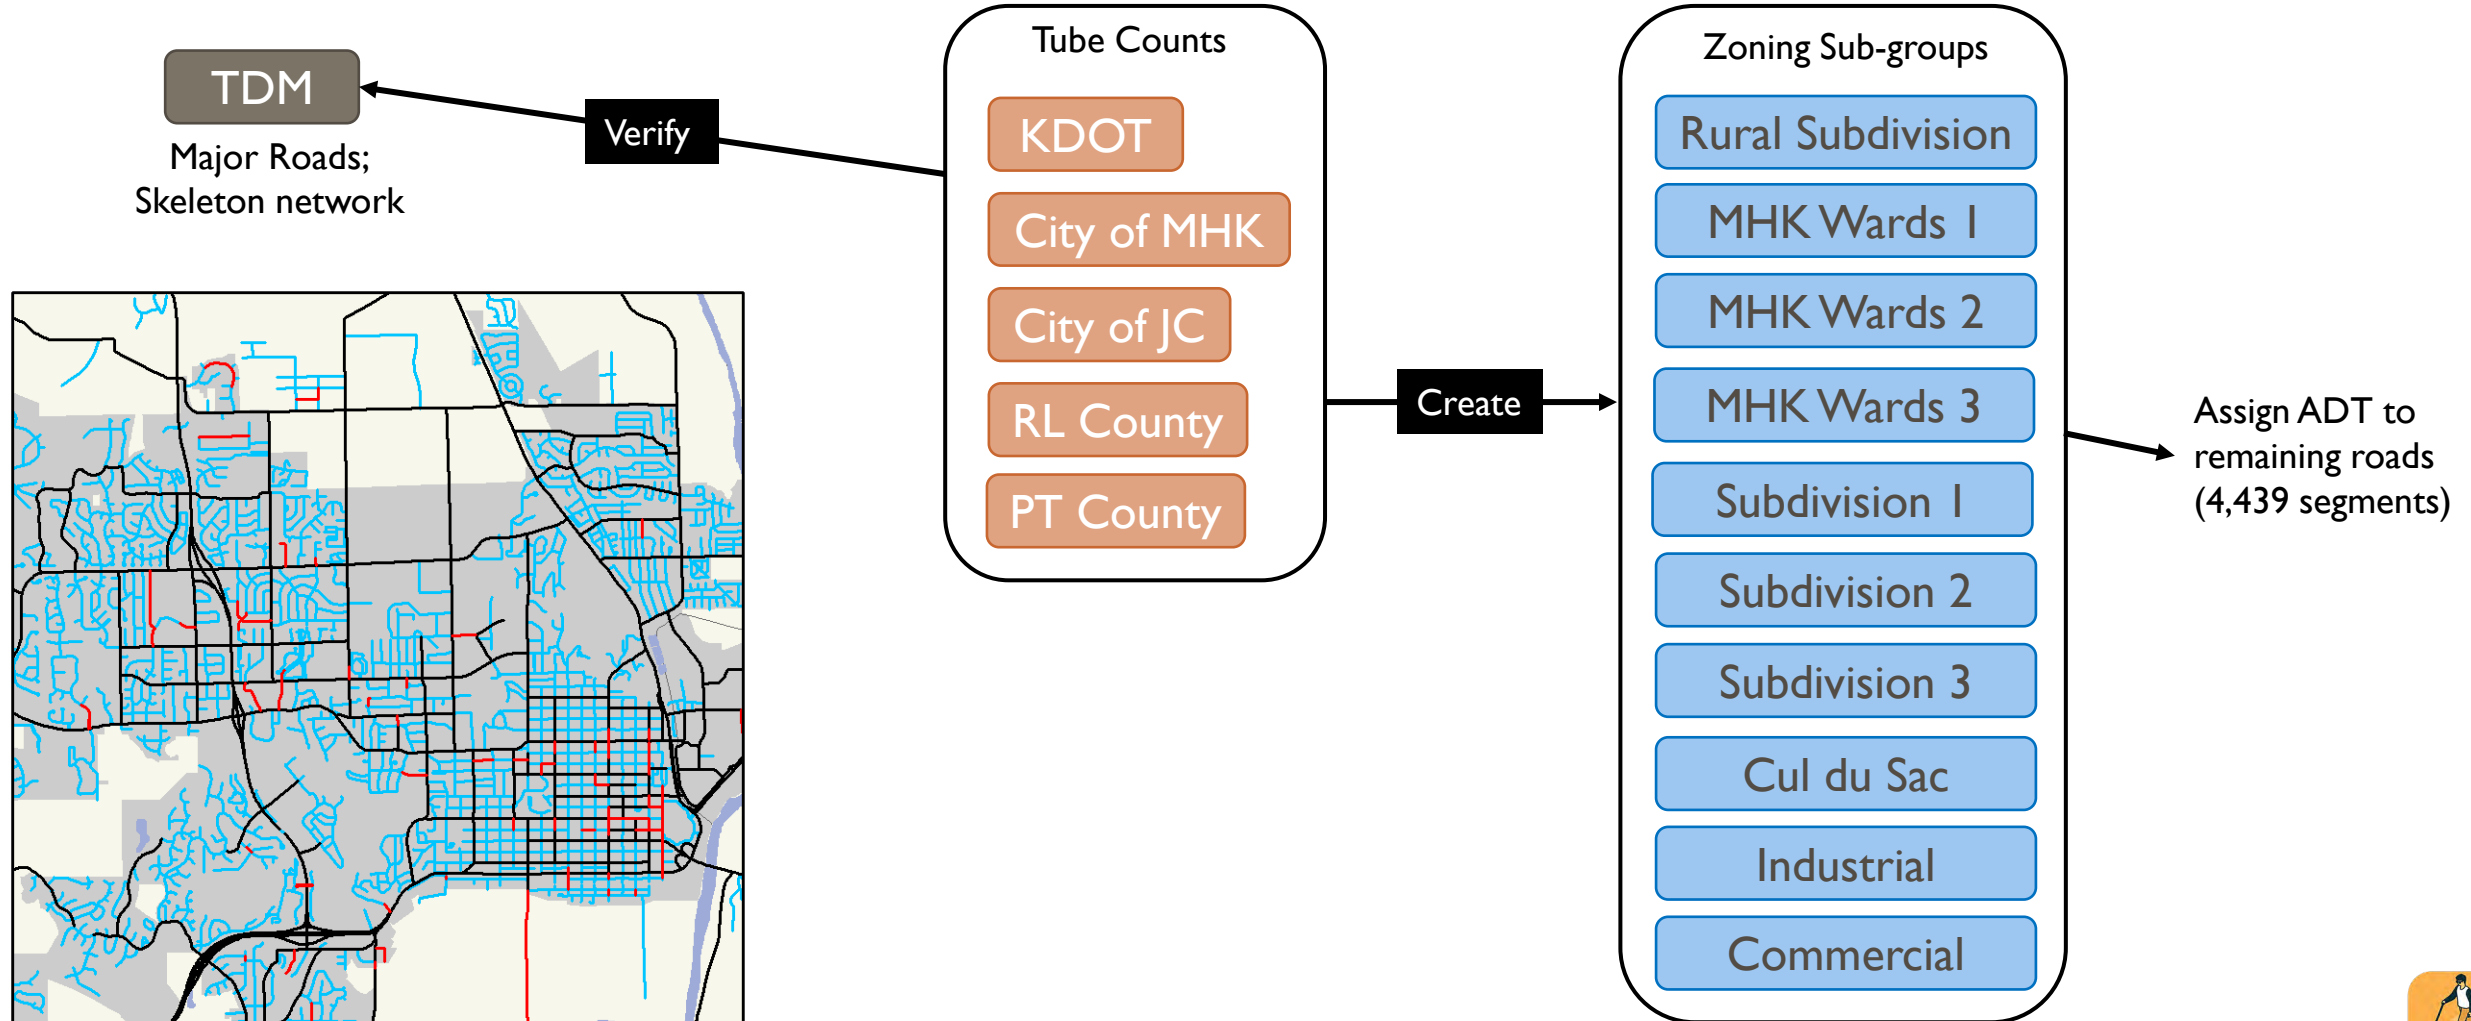 TDM
Major Roads;
Skeleton network
Verify
Tube Counts
KDOT
City of MHK
City of JC
RL County
PT County
Create
Zoning Sub-groups
Rural Subdivision
MHK Wards 1
MHK Wards 2
MHK Wards 3
Subdivision 1
Subdivision 2
Subdivision 3
Cul du Sac
Industrial
Commercial
Assign ADT to
remaining roads
(4,439 segments)